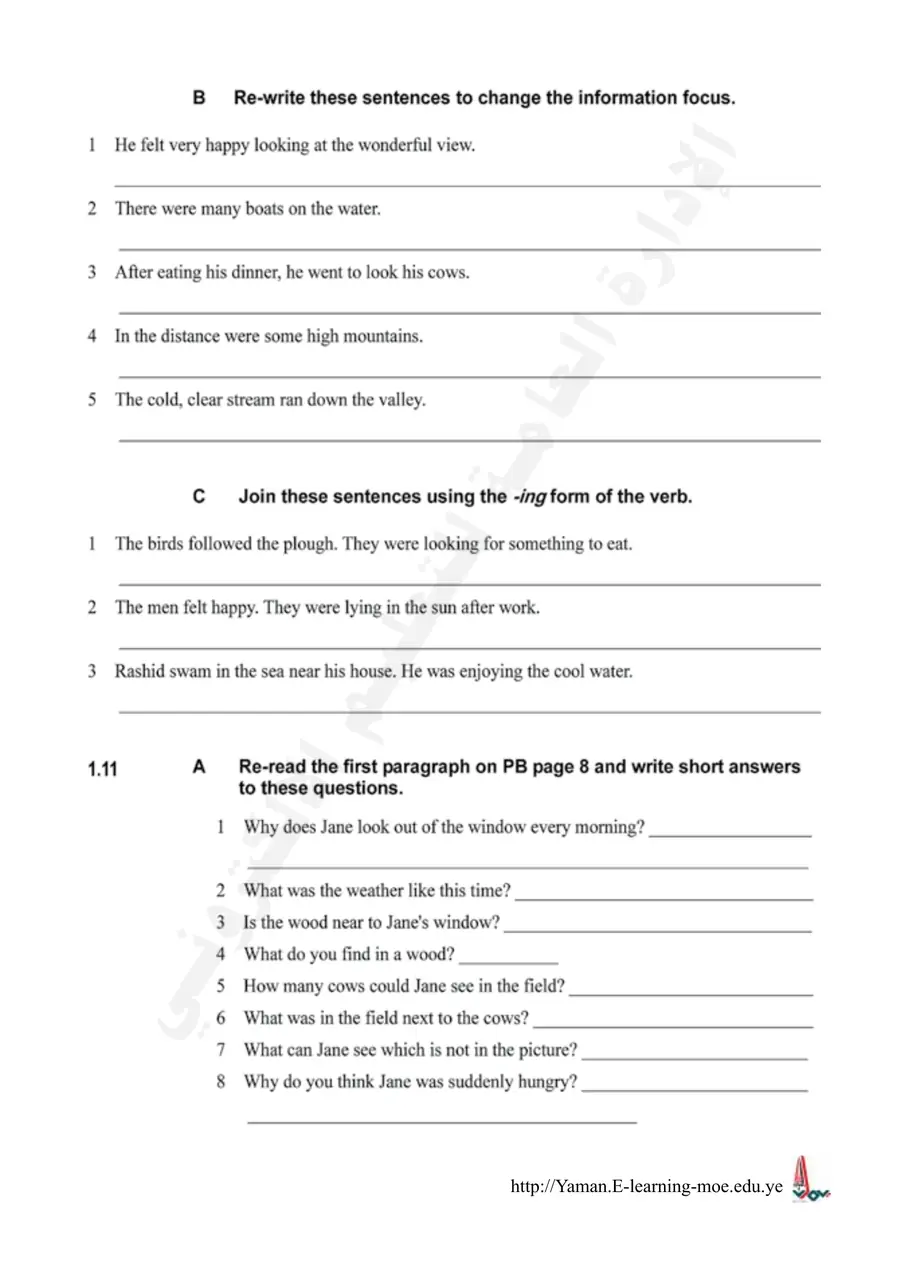 B Re-write these sentences to change the information focus.
1 He felt very happy looking at the wonderful view.
2 There were many boats on the water.
3 After eating his dinner, he went to look his cows.
4 In the distance were some high mountains.
5 The cold, clear stream ran down the valley.
C Join these sentences using the -ing form of the verb.
1 The birds followed the plough. They were looking for something to eat.
2 The men felt happy. They were lying in the sun after work.
3 Rashid swam in the sea near his house. He was enjoying the cool water.
1.11 A Re-read the first paragraph on PB page 8 and write short answers
to these questions.
1 Why does Jane look out of the window every morning?
2 What was the weather like this time?
3 Is the wood near to Jane's window?
4 What do you find in a wood?
5 How many cows could Jane see in the field?
6 What was in the field next to the cows?
7 What can Jane see which is not in the picture?
8 Why do you think Jane was suddenly hungry?
الإدارة العامة للتعليم الالكتروني
http://Yaman.E-learning-moe.edu.ye